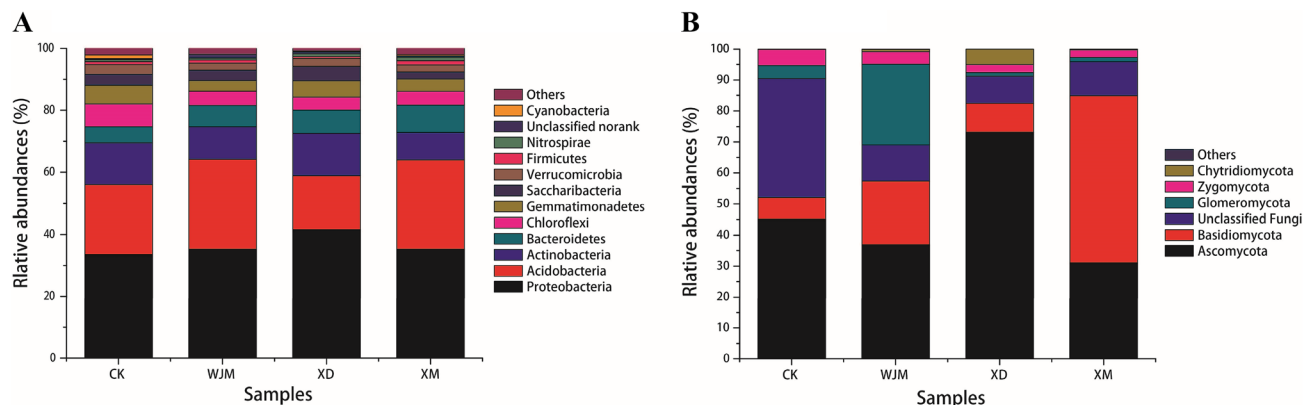 A
Rlative abundances (%)
100
80
60
40
20
0
CK WJM XD XM
Samples
Others
Cyanobacteria
Unclassified norank
Nitrospirae
Firmicutes
Verrucomicrobia
Saccharibacteria
Gemmatimonadetes
Chloroflexi
Bacteroidetes
Actinobacteria
Acidobacteria
Proteobacteria
B
Rlative abundances (%)
100
90
80
70
60
50
40
30
20
10
0
CK WJM XD XM
Samples
Others
Chytridiomycota
Zygomycota
Glomeromycota
Unclassified Fungi
Basidiomycota
Ascomycota